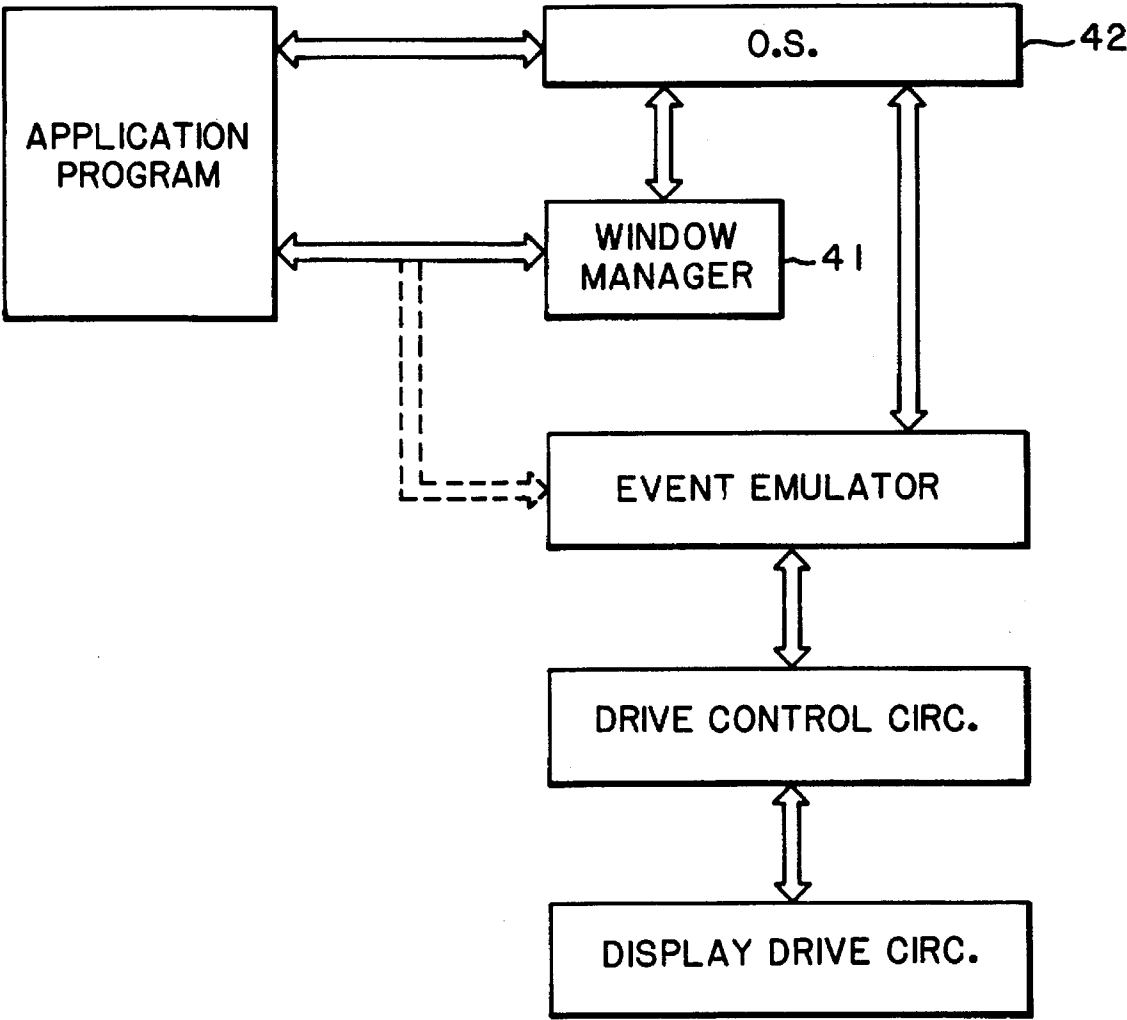 O.S.
42
APPLICATION
PROGRAM
WINDOW
MANAGER
41
EVENT EMULATOR
DRIVE CONTROL CIRC.
DISPLAY DRIVE CIRC.